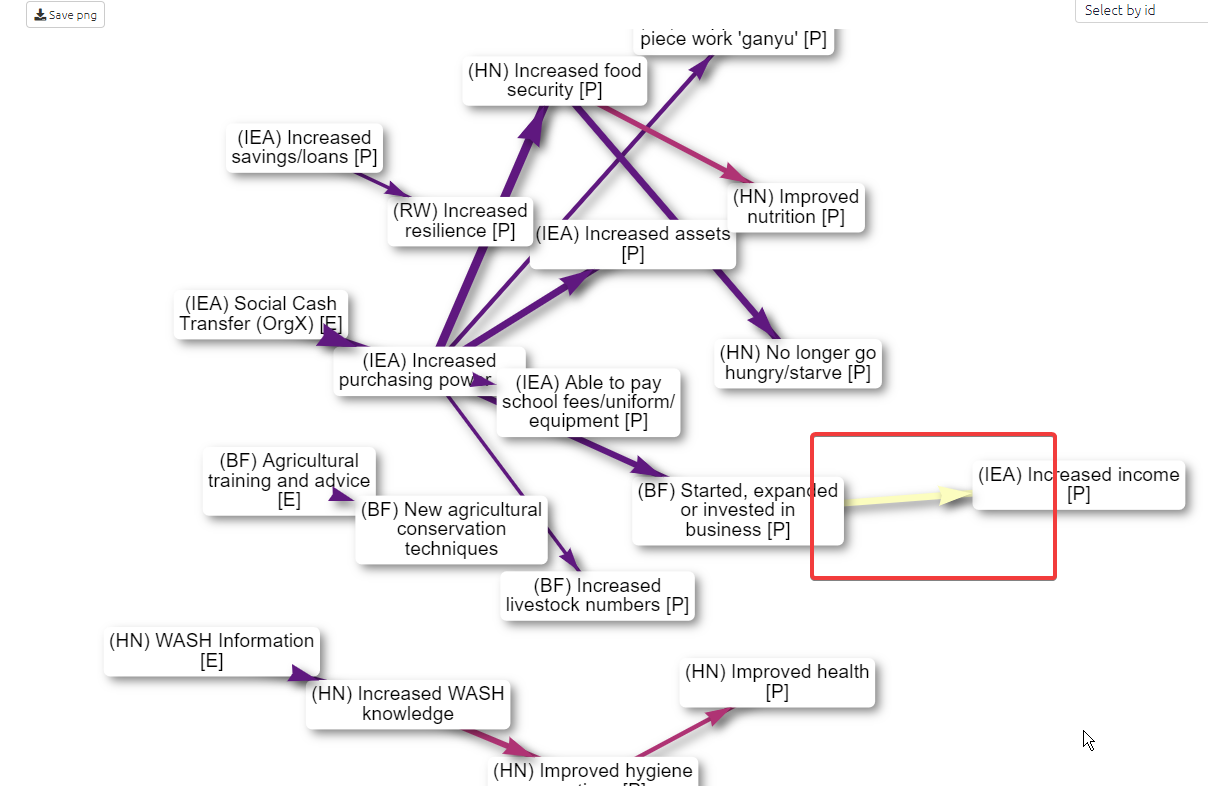 Save png
Select by id
piece work 'ganyu' [P]
(HN) Increased food
security [P]
(IEA) Increased
savings/loans [P]
(RW) Increased
resilience [P]
(HN) Improved
nutrition [P]
(IEA) Increased assets
[P]
(IEA) Social Cash
Transfer (OrgX) [E]
(IEA) Increased
purchasing power
(HN) No longer go
hungry/starve [P]
(IEA) Able to pay
school fees/uniform/
equipment [P]
(BF) Agricultural
training and advice
[E]
(BF) New agricultural
conservation
techniques
(BF) Started, expanded
or invested in
business [P]
(IEA) Increased income
[P]
(BF) Increased
livestock numbers [P]
(HN) WASH Information
[E]
(HN) Increased WASH
knowledge
(HN) Improved health
[P]
(HN) Improved hygiene